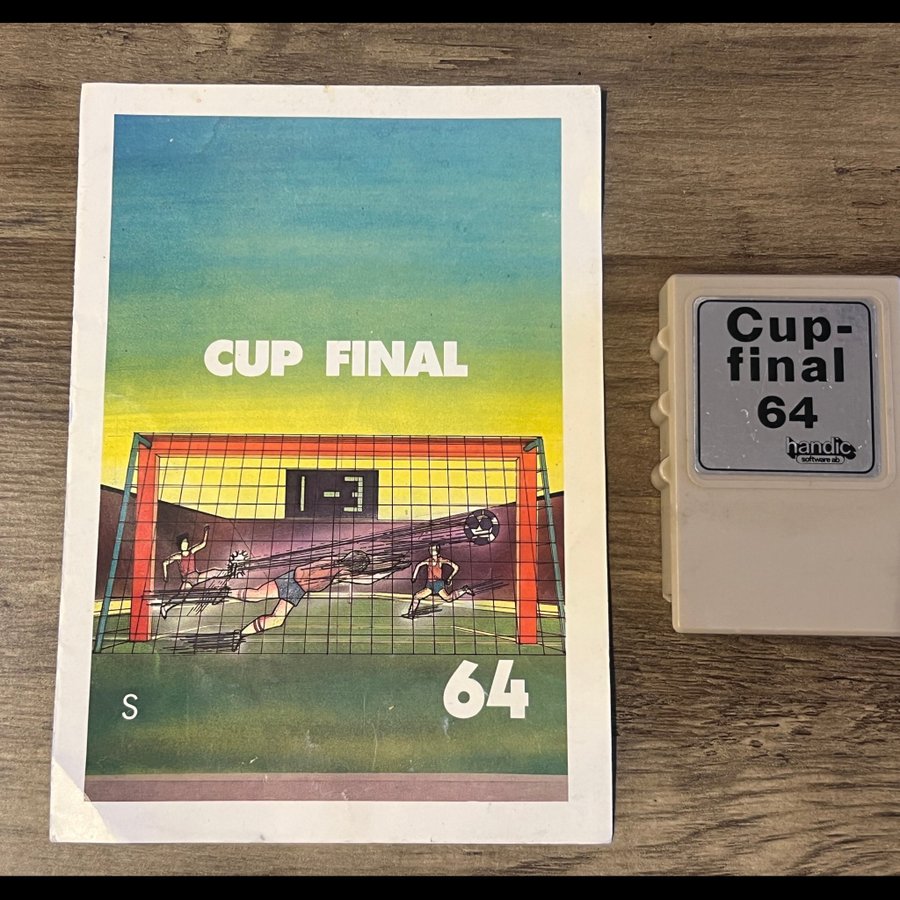 CUP FINAL
1-3
S
64
Cup-
final
64
handic
software ab